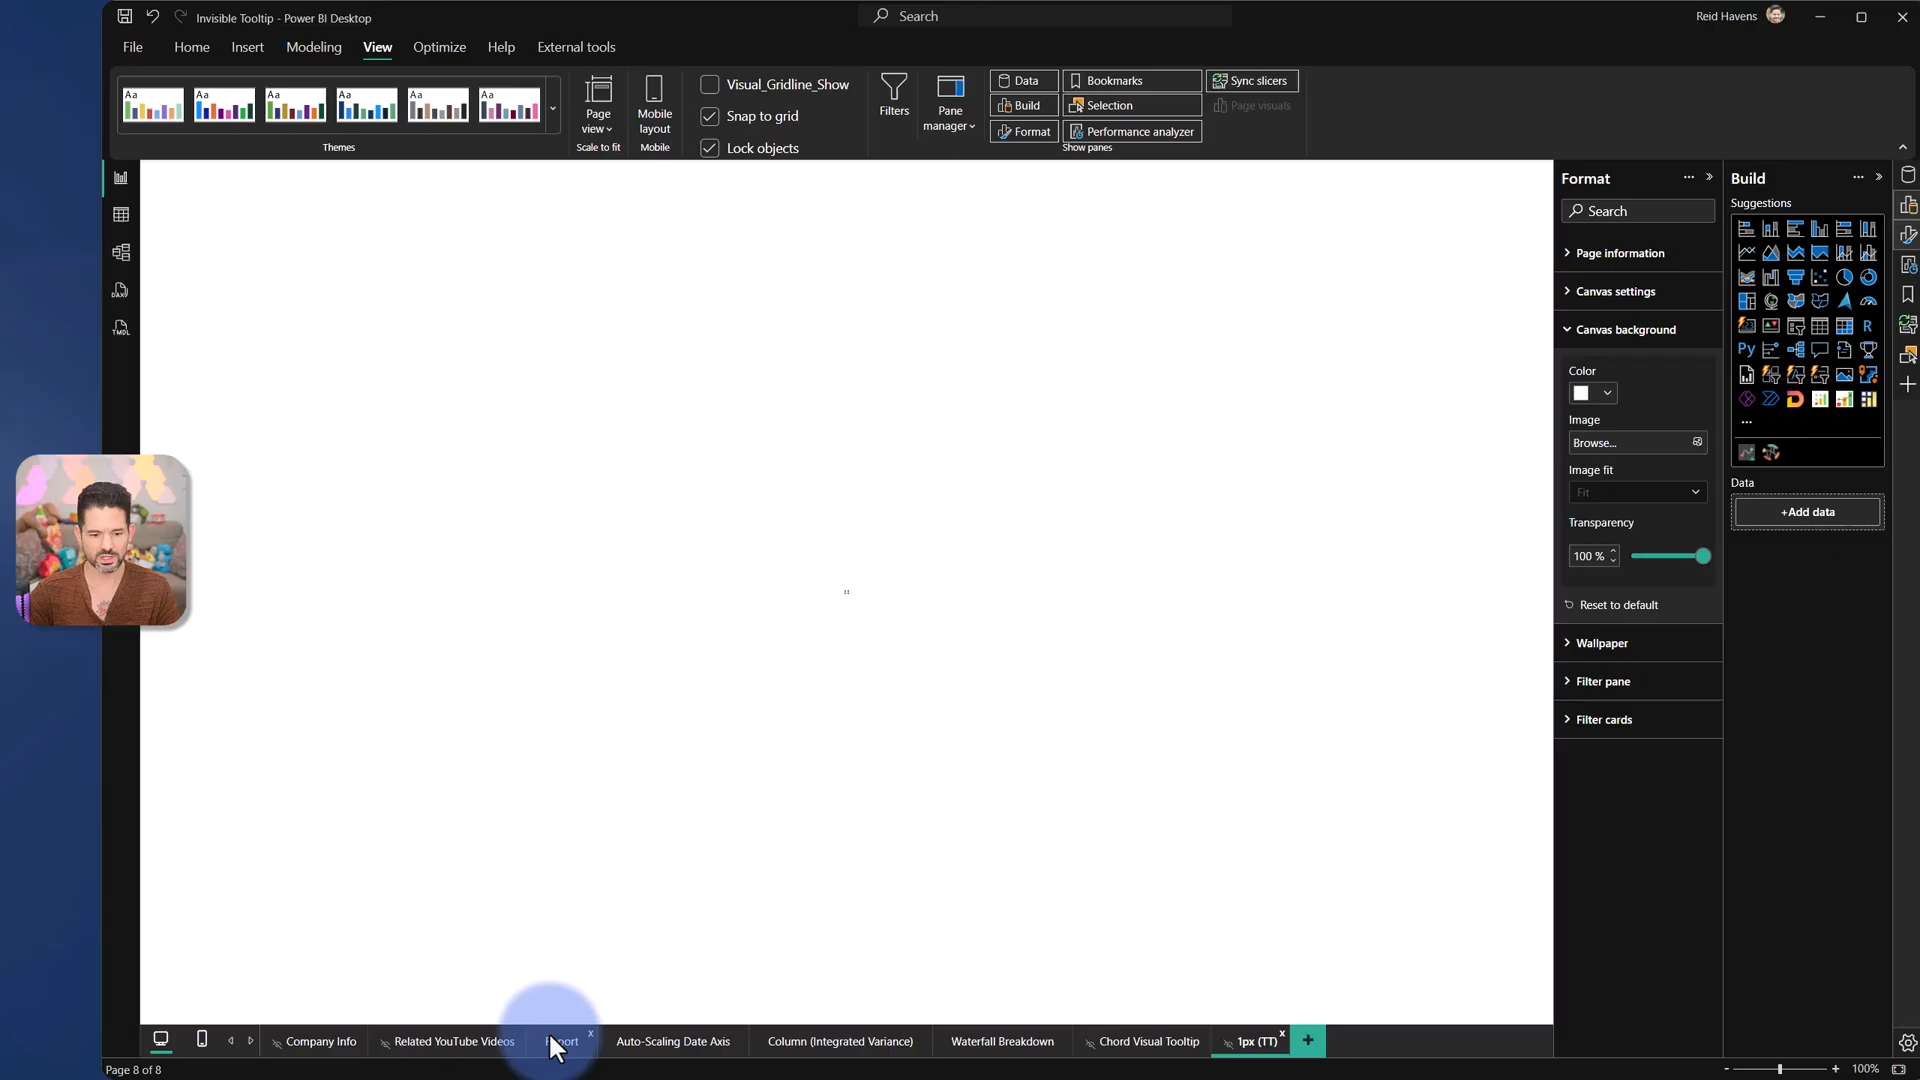 Invisible Tooltip - Power BI Desktop
Search
Reid Havens
File
Home
Insert
Modeling
View
Optimize
Help
External tools
Aa
Aa
Aa
Aa
Aa
Aa
Themes
Page
view
Scale to fit
Mobile
layout
Mobile
Visual_Gridline_Show
Snap to grid
Lock objects
Filters
Pane
manager
Data
Bookmarks
Sync slicers
Build
Selection
Page visuals
Format
Performance analyzer
Show panes
DAX
TMDL
Format
Search
Page information
Canvas settings
Canvas background
Color
Image
Browse...
Image fit
Fit
Transparency
100 %
Reset to default
Wallpaper
Filter pane
Filter cards
Build
Suggestions
123
R
Py
...
Data
+Add data
Company Info
Related YouTube Videos
Auto-Scaling Date Axis
Column (Integrated Variance)
Waterfall Breakdown
Chord Visual Tooltip
1px (TT)
Page 8 of 8
- + 100%